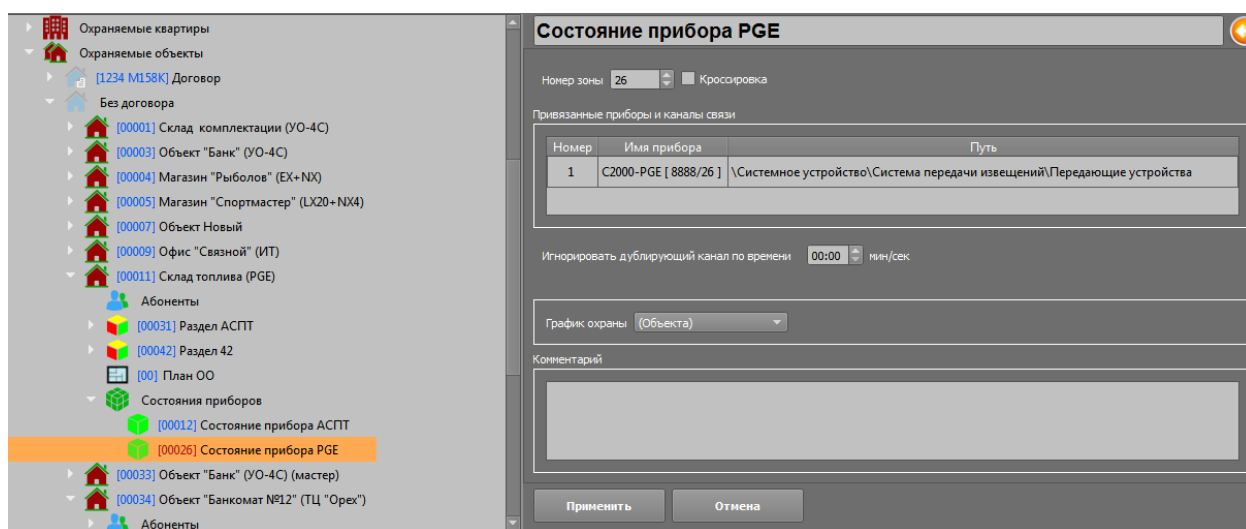 Охраняемые квартиры
Охраняемые объекты
[1234 М158К] Договор
Без договора
[00001] Склад комплектации (УО-4С)
[00003] Объект "Банк" (УО-4С)
[00004] Магазин "Рыболов" (EX+NX)
[00005] Магазин "Спортмастер" (LX20+NX4)
[00007] Объект Новый
[00009] Офис "Связной" (ИТ)
[00011] Склад топлива (PGE)
Абоненты
[00031] Раздел АСПТ
[00042] Раздел 42
[00] План ОО
Состояния приборов
[00012] Состояние прибора АСПТ
[00026] Состояние прибора PGE
[00033] Объект "Банк" (УО-4С) (мастер)
[00034] Объект "Банкомат №12" (ТЦ "Орех")
Абоненты
Состояние прибора PGE
Номер зоны 26 Кроссировка
Привязанные приборы и каналы связи
Номер Имя прибора Путь
1 С2000-PGE [ 8888/26 ] \Системное устройство\Система передачи извещений\Передающие устройства
Игнорировать дублирующий канал по времени 00:00 мин/сек
График охраны (Объекта)
Комментарий
Применить Отмена